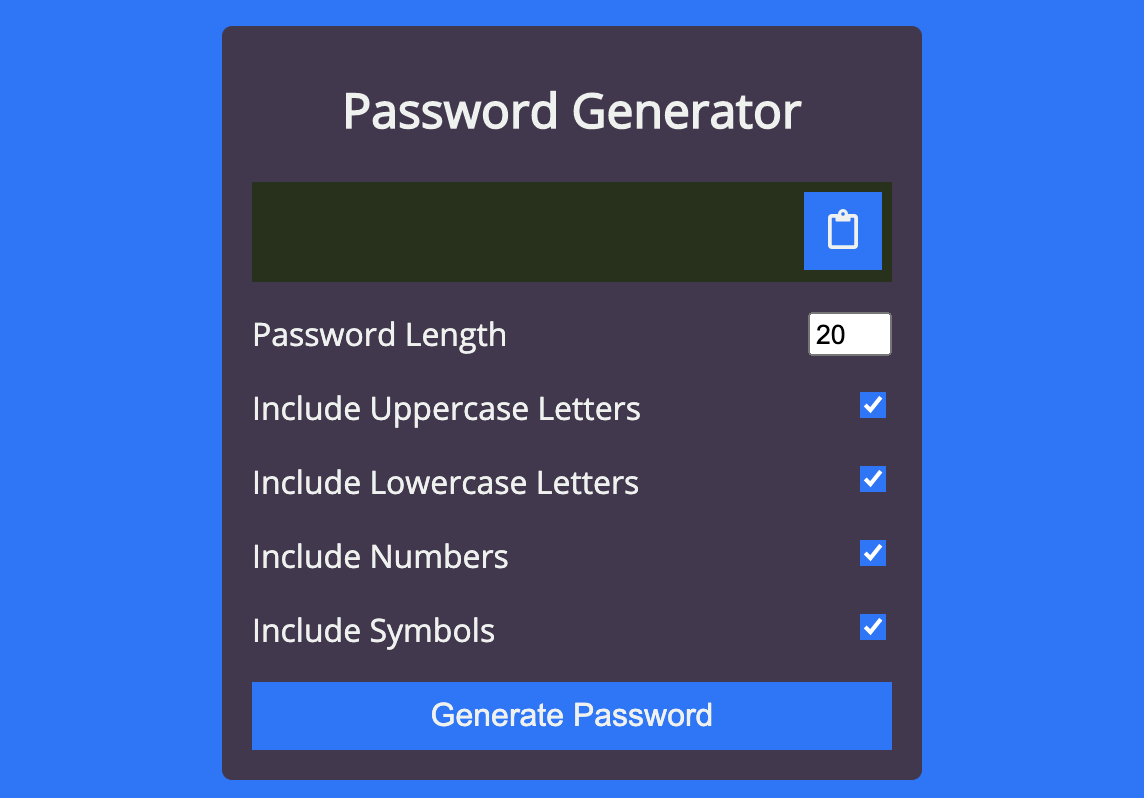 Password Generator
Password Length 20
Include Uppercase Letters
Include Lowercase Letters
Include Numbers
Include Symbols
Generate Password